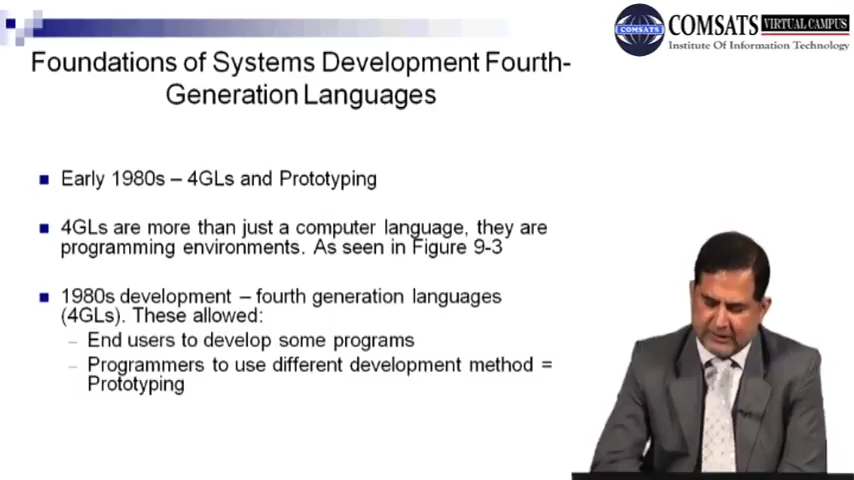 COMSATS VIRTUAL CAMPUS
Institute Of Information Technology
COMSATS
Foundations of Systems Development Fourth-
Generation Languages
Early 1980s – 4GLs and Prototyping
4GLs are more than just a computer language, they are
programming environments. As seen in Figure 9-3
1980s development – fourth generation languages
(4GLs). These allowed:
– End users to develop some programs
– Programmers to use different development method =
Prototyping